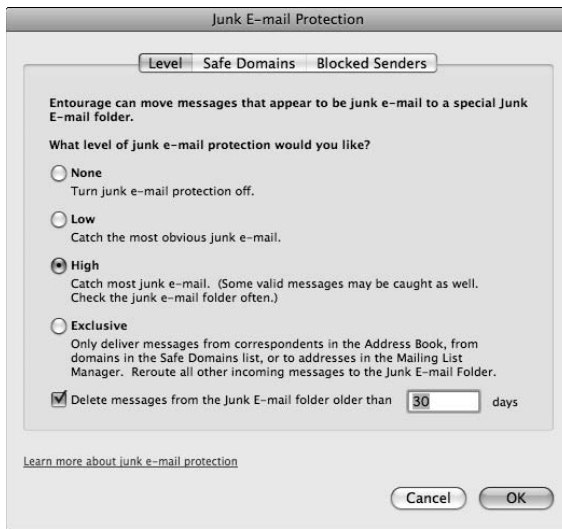 Junk E-mail Protection
Level Safe Domains Blocked Senders
Entourage can move messages that appear to be junk e-mail to a special Junk
E-mail folder.
What level of junk e-mail protection would you like?
None
Turn junk e-mail protection off.
Low
Catch the most obvious junk e-mail.
High
Catch most junk e-mail. (Some valid messages may be caught as well.
Check the junk e-mail folder often.)
Exclusive
Only deliver messages from correspondents in the Address Book, from
domains in the Safe Domains list, or to addresses in the Mailing List
Manager. Reroute all other incoming messages to the Junk E-mail Folder.
Delete messages from the Junk E-mail folder older than 30 days
Learn more about junk e-mail protection
Cancel OK